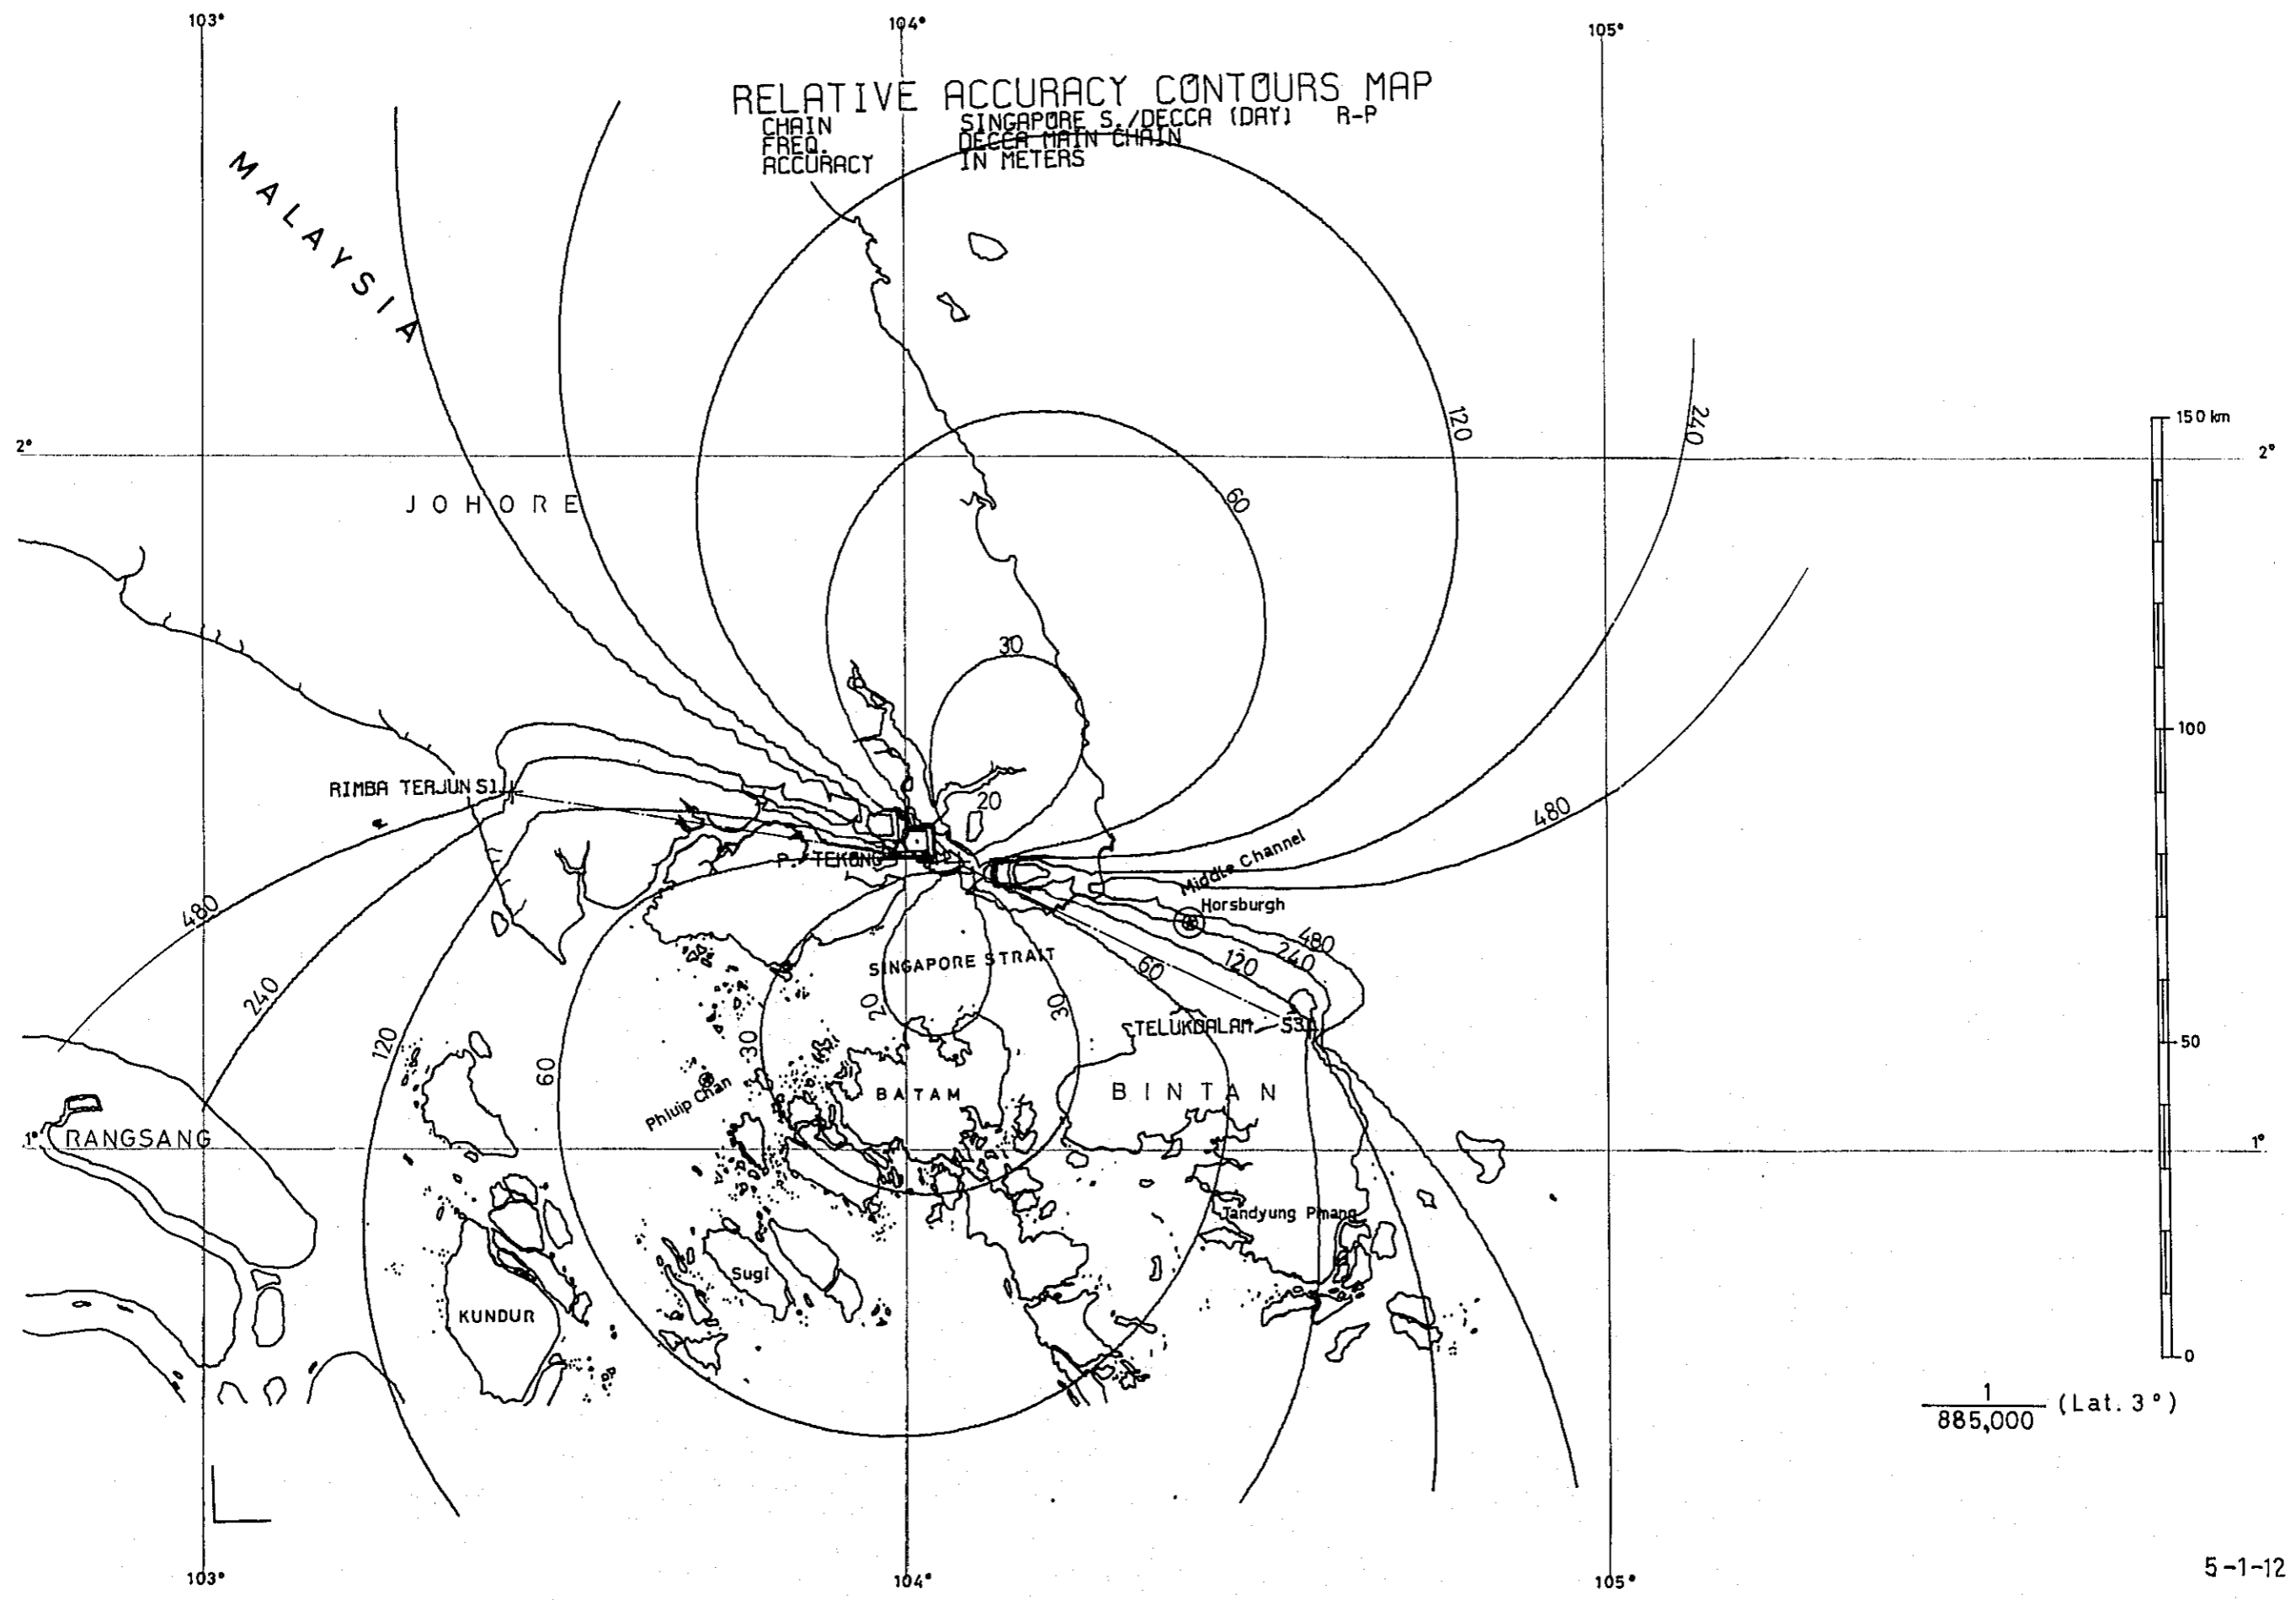 103°
104°
105°
RELATIVE ACCURACY CONTOURS MAP
CHAIN SINGAPORE S./DECCA (DAY) R-P
FREQ. DECCA MAIN CHAIN
ACCURACY IN METERS
MALAYSIA
120
240
150 km
2°
2°
JOHORE
60
30
100
RIMBA TERJUN S1
20
480
P. TEKONG
Middle Channel
Horsburgh
480
SINGAPORE STRAIT
480
240
120
60
240
20
30
TELUKDALAM S3
120
30
50
60
Phluip Chan
BATAM
BINTAN
1°
RANGSANG
1°
Tandyung Pinang
Sugi
KUNDUR
0
1
885,000 (Lat. 3°)
103°
104°
105°
5-1-12